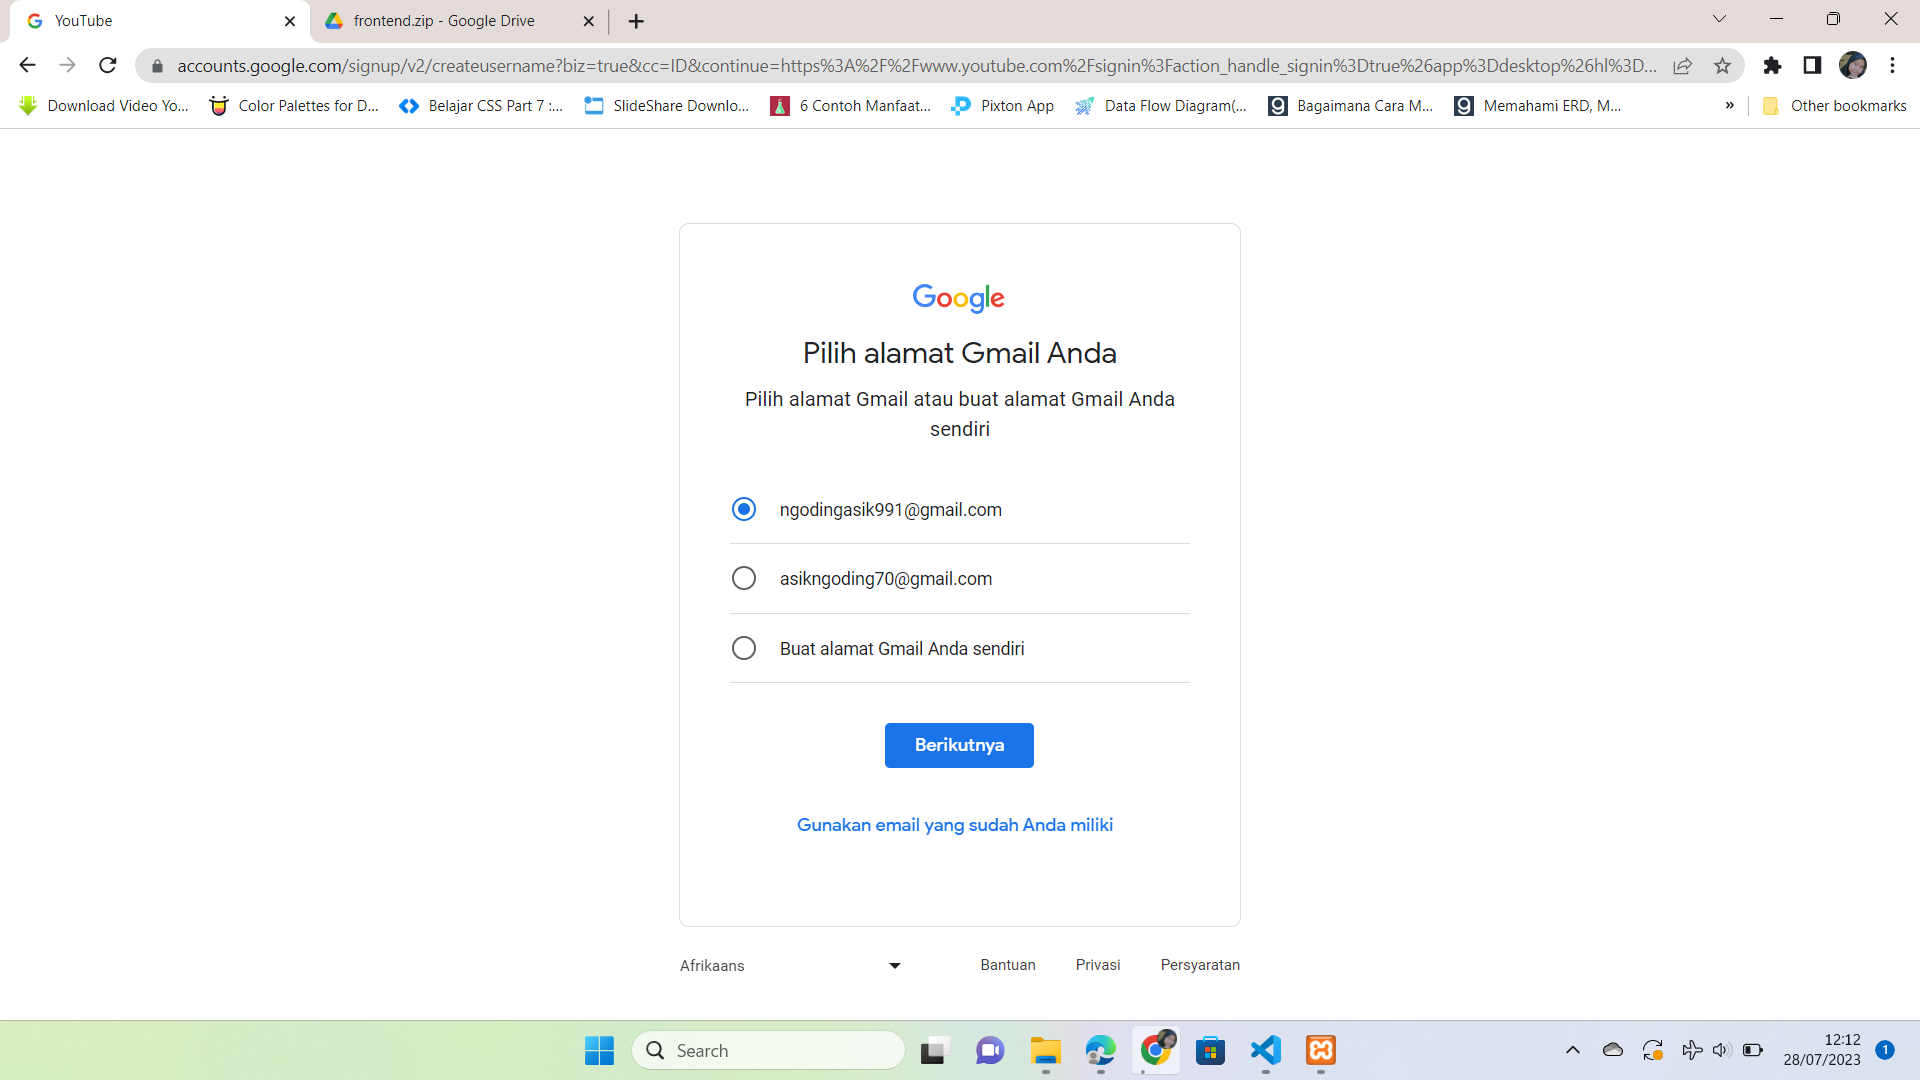 YouTube
frontend.zip - Google Drive
accounts.google.com/signup/v2/createusername?biz=true&cc=ID&continue=https%3A%2F%2Fwww.youtube.com%2Fsignin%3Faction_handle_signin%3Dtrue%26app%3Ddesktop%26hl%3D...
Download Video Yo...
Color Palettes for D...
Belajar CSS Part 7 :...
SlideShare Downlo...
6 Contoh Manfaat...
Pixton App
Data Flow Diagram(...
Bagaimana Cara M...
Memahami ERD, M...
»
Other bookmarks
Google
Pilih alamat Gmail Anda
Pilih alamat Gmail atau buat alamat Gmail Anda
sendiri
ngodingasik991@gmail.com
asikngoding70@gmail.com
Buat alamat Gmail Anda sendiri
Berikutnya
Gunakan email yang sudah Anda miliki
Afrikaans
Bantuan
Privasi
Persyaratan
Search
12:12
28/07/2023
1